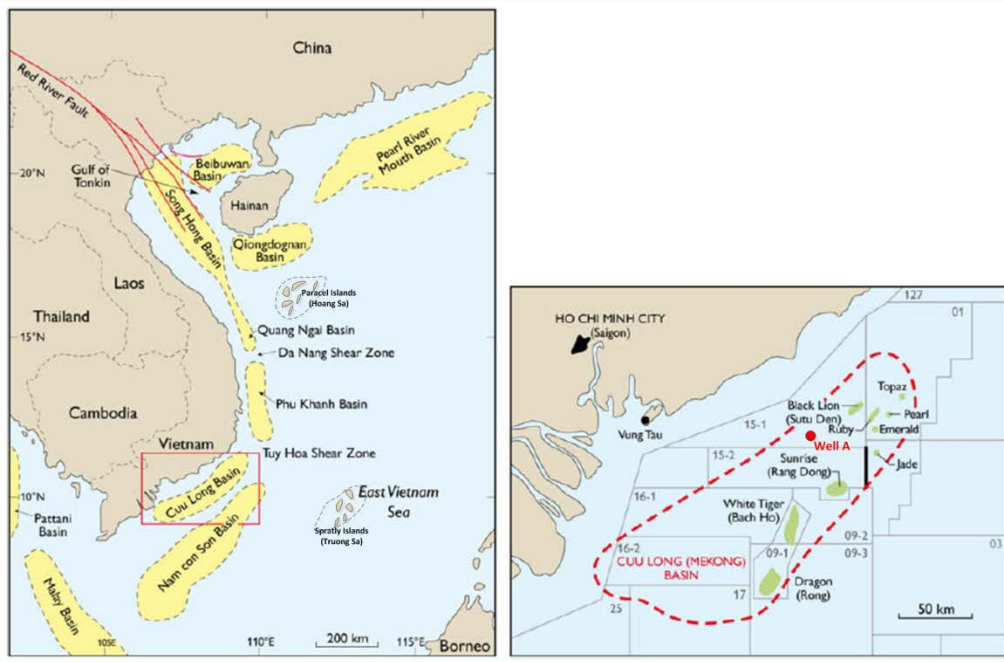 China
Red River Fault
Pearl River
Mouth Basin
Beibuwan
Basin
Gulf of
Tonkin
20°N
Hainan
Song Hong Basin
Qiongdognan
Basin
Laos
Paracel Islands
(Hoang Sa)
Thailand
Quang Ngai Basin
15°N
Da Nang Shear Zone
Phu Khanh Basin
Cambodia
Vietnam
Tuy Hoa Shear Zone
10°N
Cuu Long Basin
East Vietnam
Sea
Pattani
Basin
Spratly Islands
(Truong Sa)
Nam con Son Basin
Malay Basin
105E
110°E
200 km
115°E
Borneo
127
01
HO CHI MINH CITY
(Saigon)
Topaz
Black Lion
(Sutu Den)
Pearl
Ruby
Emerald
15-1
Vung Tau
Well A
15-2
Sunrise
(Rang Dong)
Jade
16-1
White Tiger
(Bach Ho)
09-2
16-2
09-1
09-3
03
CUU LONG (MEKONG)
BASIN
Dragon
(Rong)
17
25
50 km